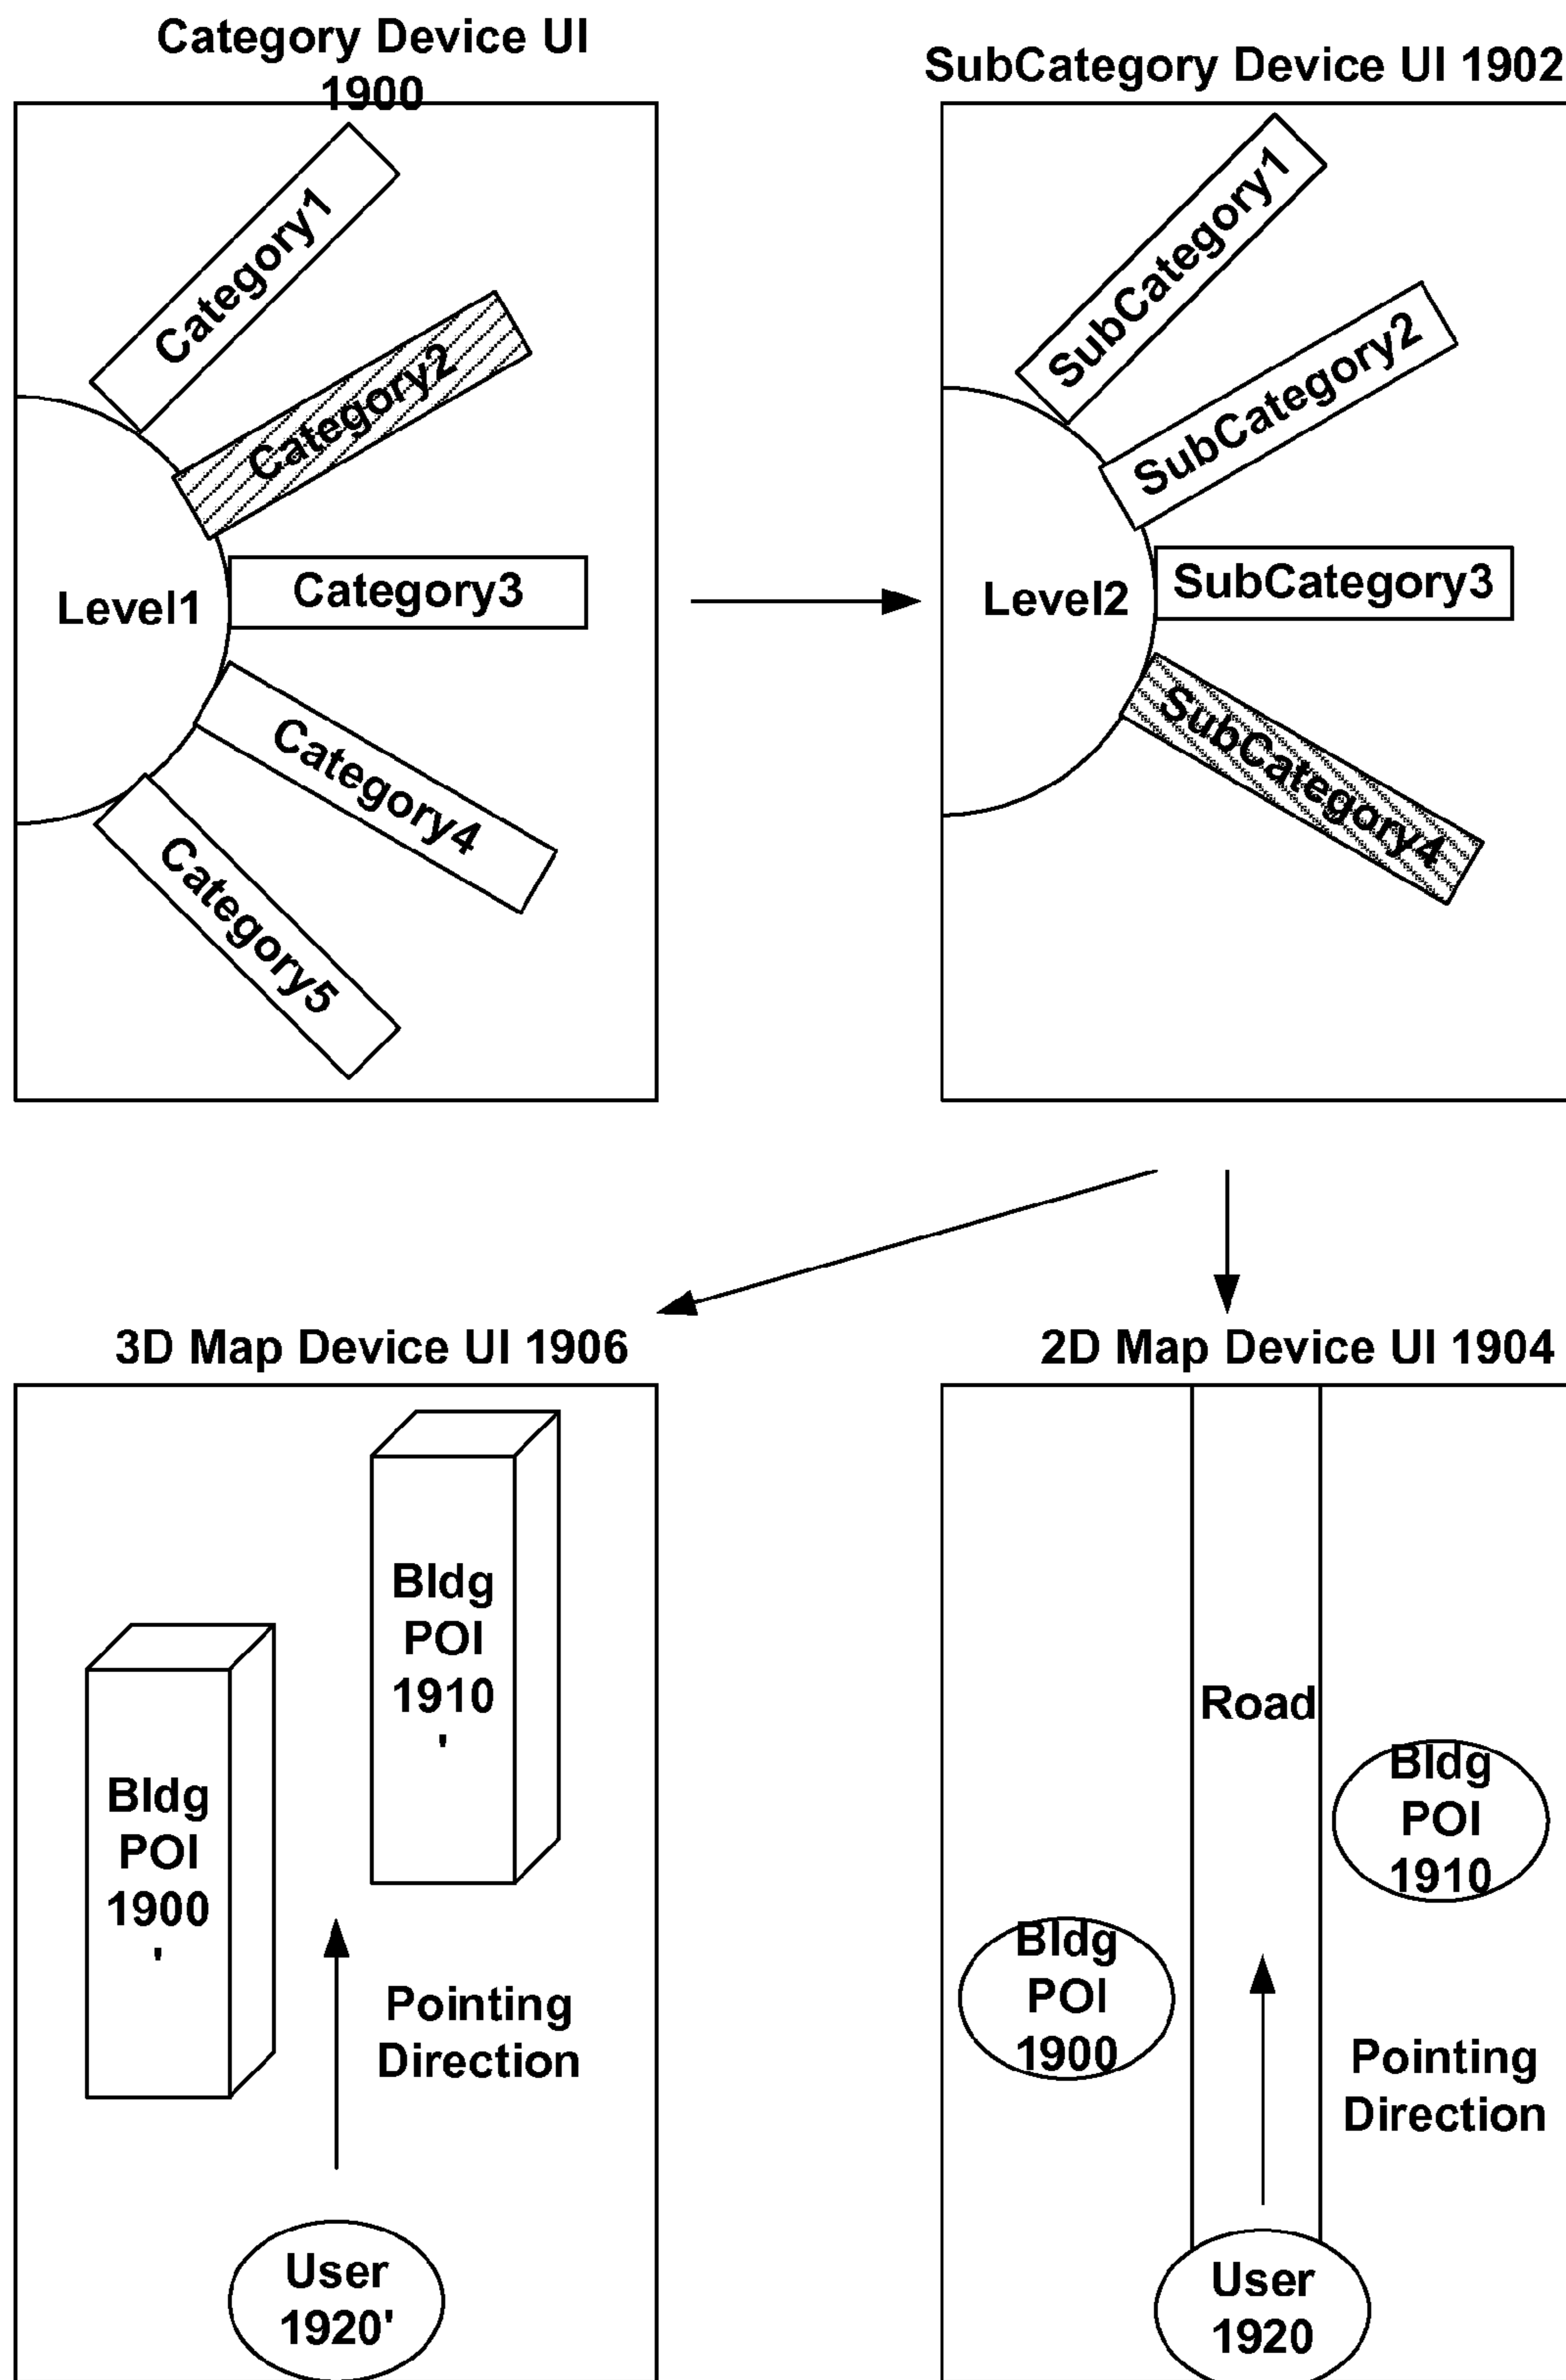 Category Device UI
1900
Category1
Category2
Level1
Category3
Category4
Category5
SubCategory Device UI 1902
SubCategory1
SubCategory2
Level2
SubCategory3
SubCategory4
3D Map Device UI 1906
Bldg
POI
1910
'
Bldg
POI
1900
'
Pointing
Direction
User
1920'
2D Map Device UI 1904
Road
Bldg
POI
1910
Bldg
POI
1900
Pointing
Direction
User
1920